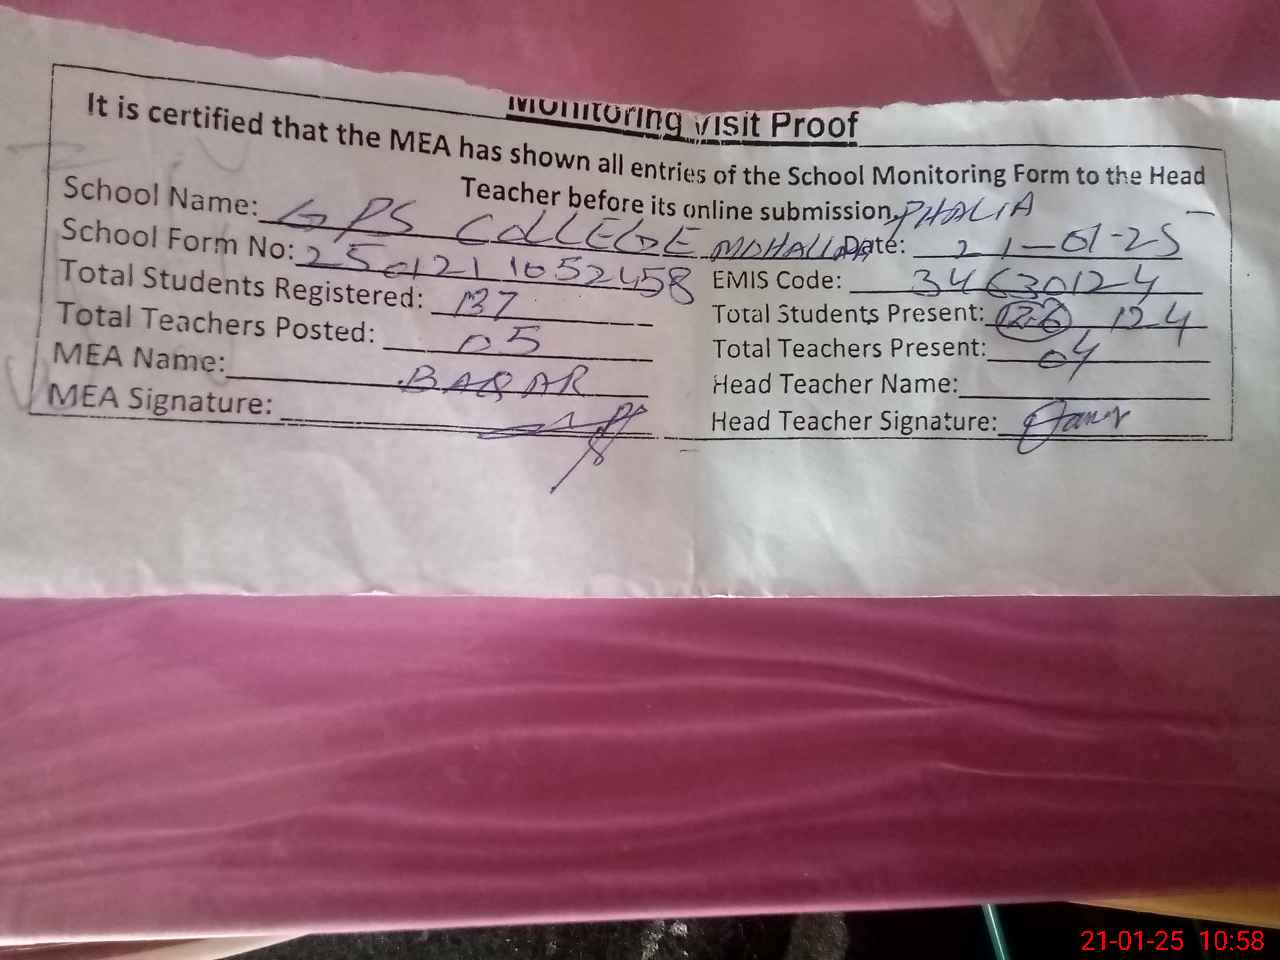 Monitoring Visit Proof
It is certified that the MEA has shown all entries of the School Monitoring Form to the Head
Teacher before its online submission.
School Name: GPS COLLEGE MOHALLAH PHALIA
Date: 21-01-25
School Form No: 250121 1052458
EMIS Code: 34630124
Total Students Registered: 137
Total Students Present: 126, 124
Total Teachers Posted: 05
Total Teachers Present: 04
MEA Name: BABAR
Head Teacher Name:
MEA Signature:
Head Teacher Signature:
21-01-25 10:58